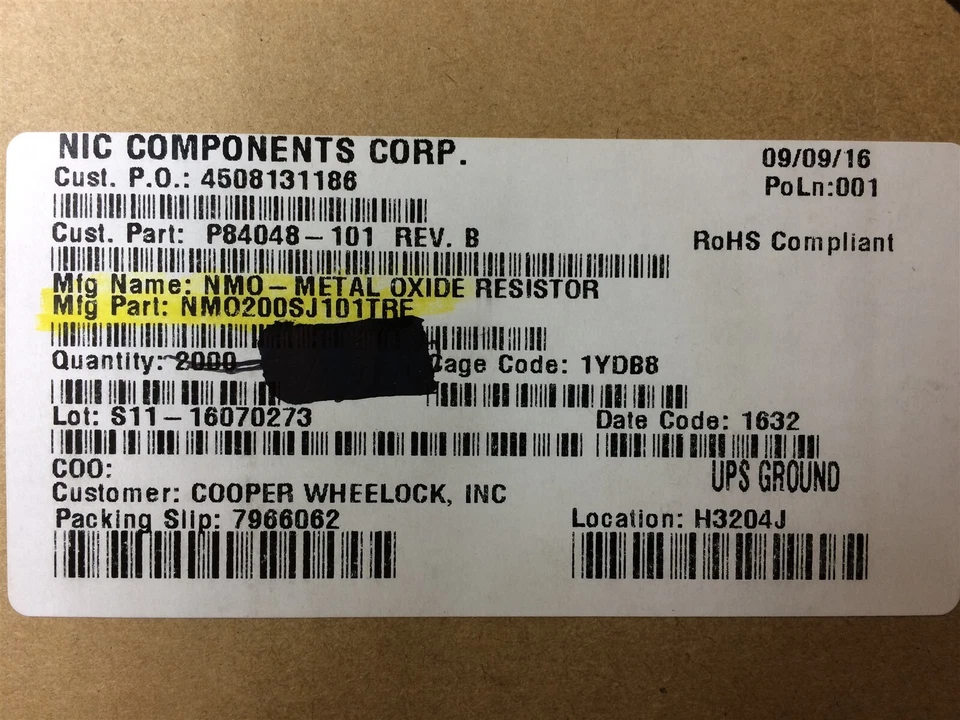 NIC COMPONENTS CORP.
09/09/16
Cust. P.O.: 4508131186
PoLn:001
Cust. Part: P84048-101 REV. B
RoHS Compliant
Mfg Name: NMO-METAL OXIDE RESISTOR
Mfg Part: NMO200SJ101TRF
Quantity: 2000
Cage Code: 1YDB8
Lot: S11-16070273
Date Code: 1632
COO:
UPS GROUND
Customer: COOPER WHEELOCK, INC
Packing Slip: 7966062
Location: H3204J